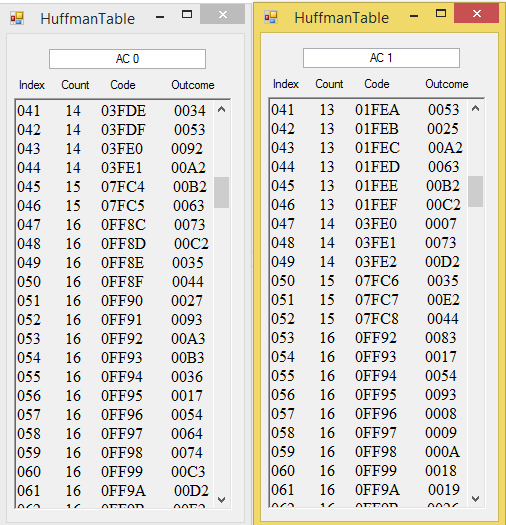 HuffmanTable
AC 0
Index Count Code Outcome
041 14 03FDE 0034
042 14 03FDF 0053
043 14 03FE0 0092
044 14 03FE1 00A2
045 15 07FC4 00B2
046 15 07FC5 0063
047 16 0FF8C 0073
048 16 0FF8D 00C2
049 16 0FF8E 0035
050 16 0FF8F 0044
051 16 0FF90 0027
052 16 0FF91 0093
053 16 0FF92 00A3
054 16 0FF93 00B3
055 16 0FF94 0036
056 16 0FF95 0017
057 16 0FF96 0054
058 16 0FF97 0064
059 16 0FF98 0074
060 16 0FF99 00C3
061 16 0FF9A 00D2
HuffmanTable
AC 1
Index Count Code Outcome
041 13 01FEA 0053
042 13 01FEB 0025
043 13 01FEC 00A2
044 13 01FED 0063
045 13 01FEE 00B2
046 13 01FEF 00C2
047 14 03FE0 0007
048 14 03FE1 0073
049 14 03FE2 00D2
050 15 07FC6 0035
051 15 07FC7 00E2
052 15 07FC8 0044
053 16 0FF92 0083
054 16 0FF93 0017
055 16 0FF94 0054
056 16 0FF95 0093
057 16 0FF96 0008
058 16 0FF97 0009
059 16 0FF98 000A
060 16 0FF99 0018
061 16 0FF9A 0019